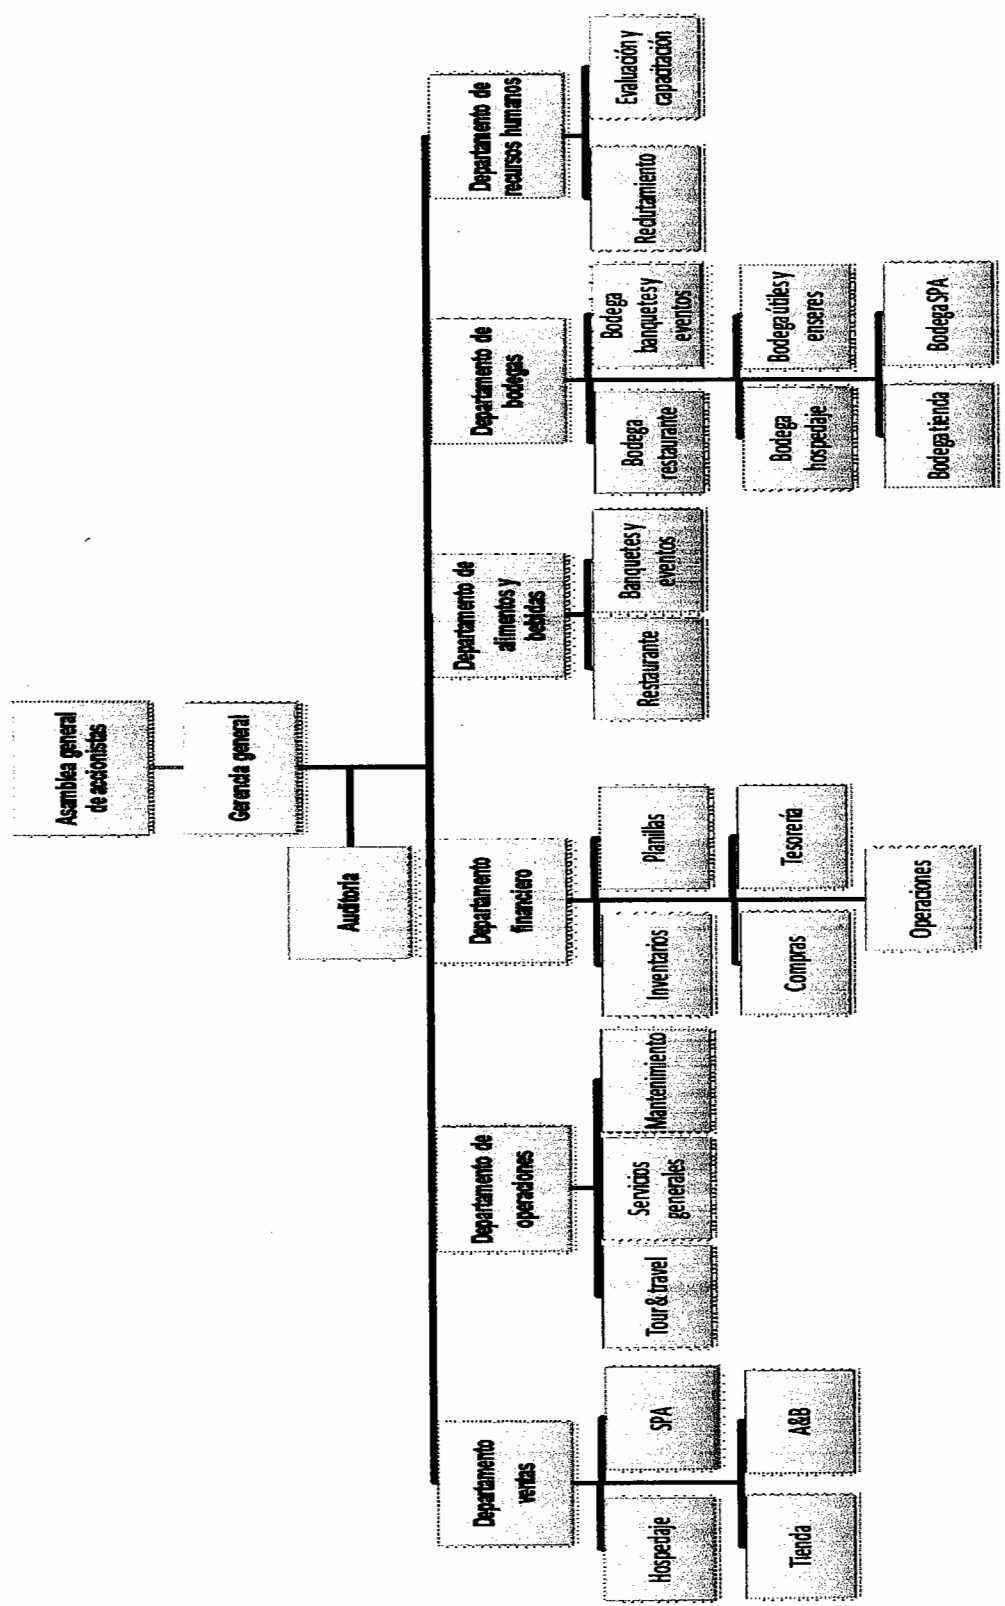 Asamblea general
de accionistas
Gerencia general
Auditoria
Departamento
ventas
Departamento de
operaciones
Departamento
financiero
Departamento de
alimentos y
bebidas
Departamento de
bodegas
Departamento de
recursos humanos
Hospedaje
SPA
Tienda
A&B
Tour & travel
Servicios
generales
Mantenimiento
Inventarios
Planillas
Compras
Tesorería
Operaciones
Restaurante
Banquetes y
eventos
Bodega
restaurante
Bodega
banquetes y
eventos
Bodega
hospedaje
Bodega útiles y
enseres
Bodega tienda
Bodega SPA
Reclutamiento
Evaluación y
capacitación